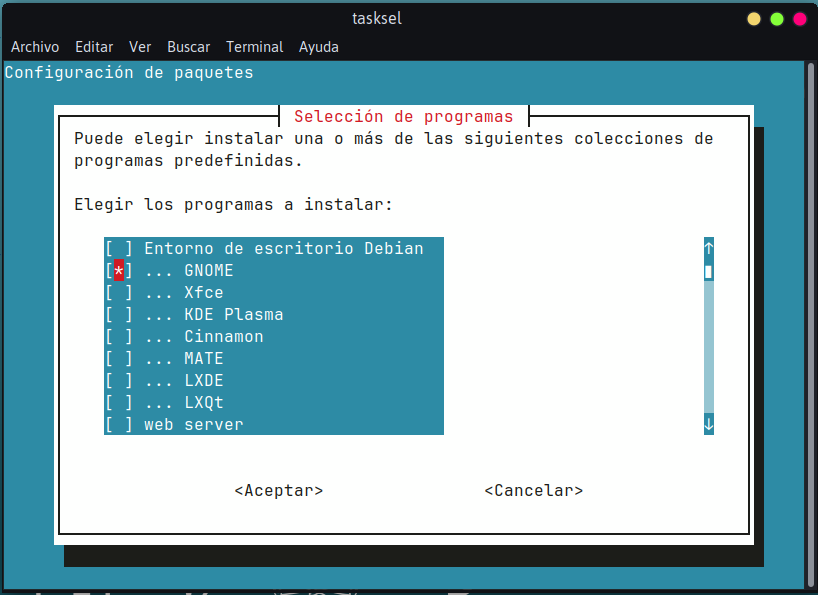 tasksel
Archivo Editar Ver Buscar Terminal Ayuda
Configuración de paquetes
Selección de programas
Puede elegir instalar una o más de las siguientes colecciones de
programas predefinidas.
Elegir los programas a instalar:
[ ] Entorno de escritorio Debian
[*] ... GNOME
[ ] ... Xfce
[ ] ... KDE Plasma
[ ] ... Cinnamon
[ ] ... MATE
[ ] ... LXDE
[ ] ... LXQt
[ ] web server
<Aceptar> <Cancelar>